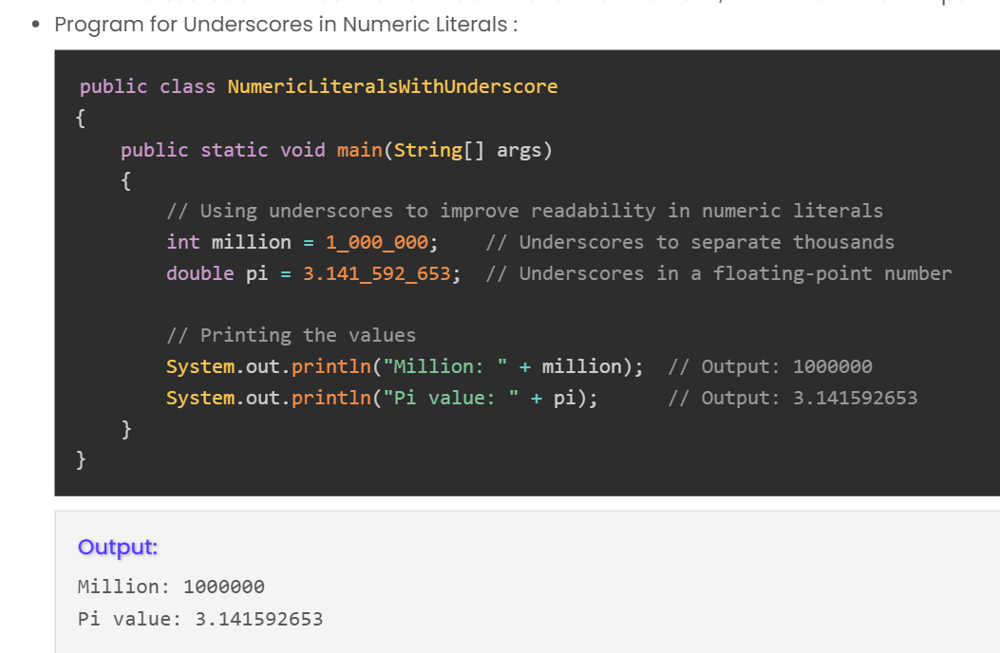 Program for Underscores in Numeric Literals :
public class NumericLiteralsWithUnderscore
{
public static void main(String[] args)
{
// Using underscores to improve readability in numeric literals
int million = 1_000_000;    // Underscores to separate thousands
double pi = 3.141_592_653;  // Underscores in a floating-point number
// Printing the values
System.out.println("Million: " + million);  // Output: 1000000
System.out.println("Pi value: " + pi);      // Output: 3.141592653
}
}
Output:
Million: 1000000
Pi value: 3.141592653